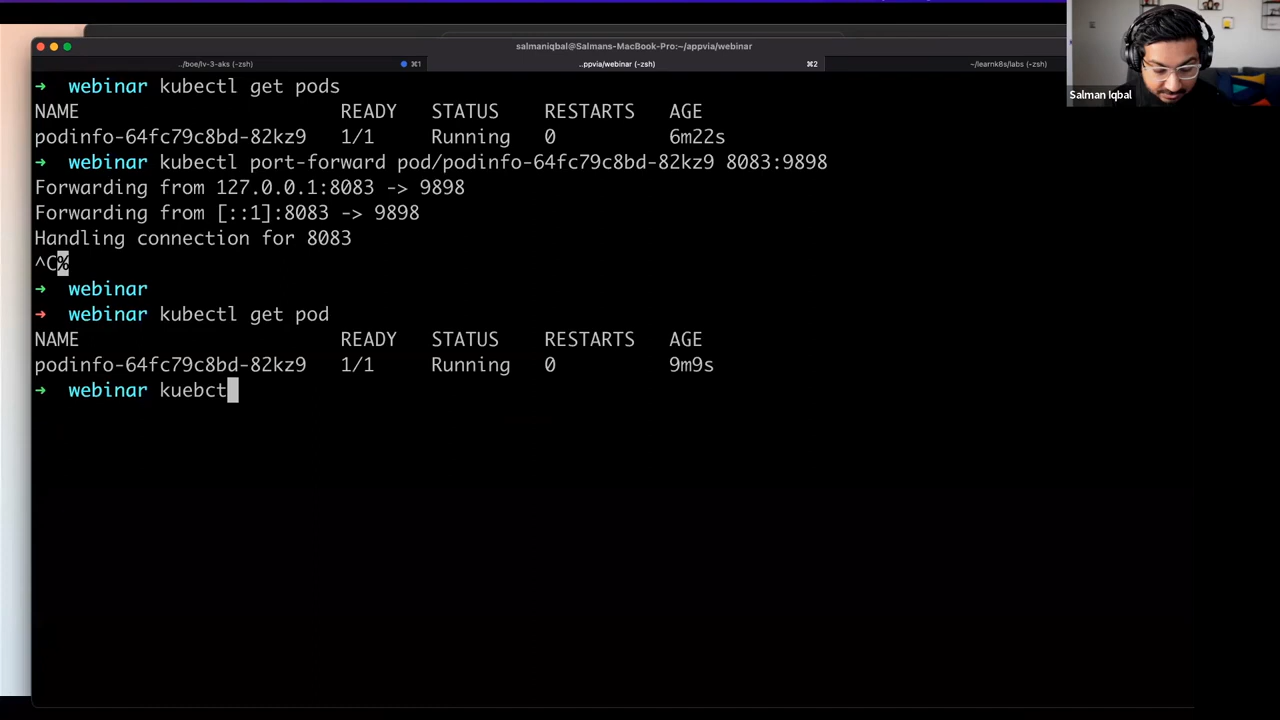 salmaniqbal@Salmans-MacBook-Pro:~/appvia/webinar
../boe/lv-3-aks (-zsh) ⌘1 ..ppvia/webinar (-zsh) ⌘2 ~/learnk8s/labs (-zsh)
Salman Iqbal
➜ webinar kubectl get pods
NAME READY STATUS RESTARTS AGE
podinfo-64fc79c8bd-82kz9 1/1 Running 0 6m22s
➜ webinar kubectl port-forward pod/podinfo-64fc79c8bd-82kz9 8083:9898
Forwarding from 127.0.0.1:8083 -> 9898
Forwarding from [::1]:8083 -> 9898
Handling connection for 8083
^C%
➜ webinar
➜ webinar kubectl get pod
NAME READY STATUS RESTARTS AGE
podinfo-64fc79c8bd-82kz9 1/1 Running 0 9m9s
➜ webinar kuebct